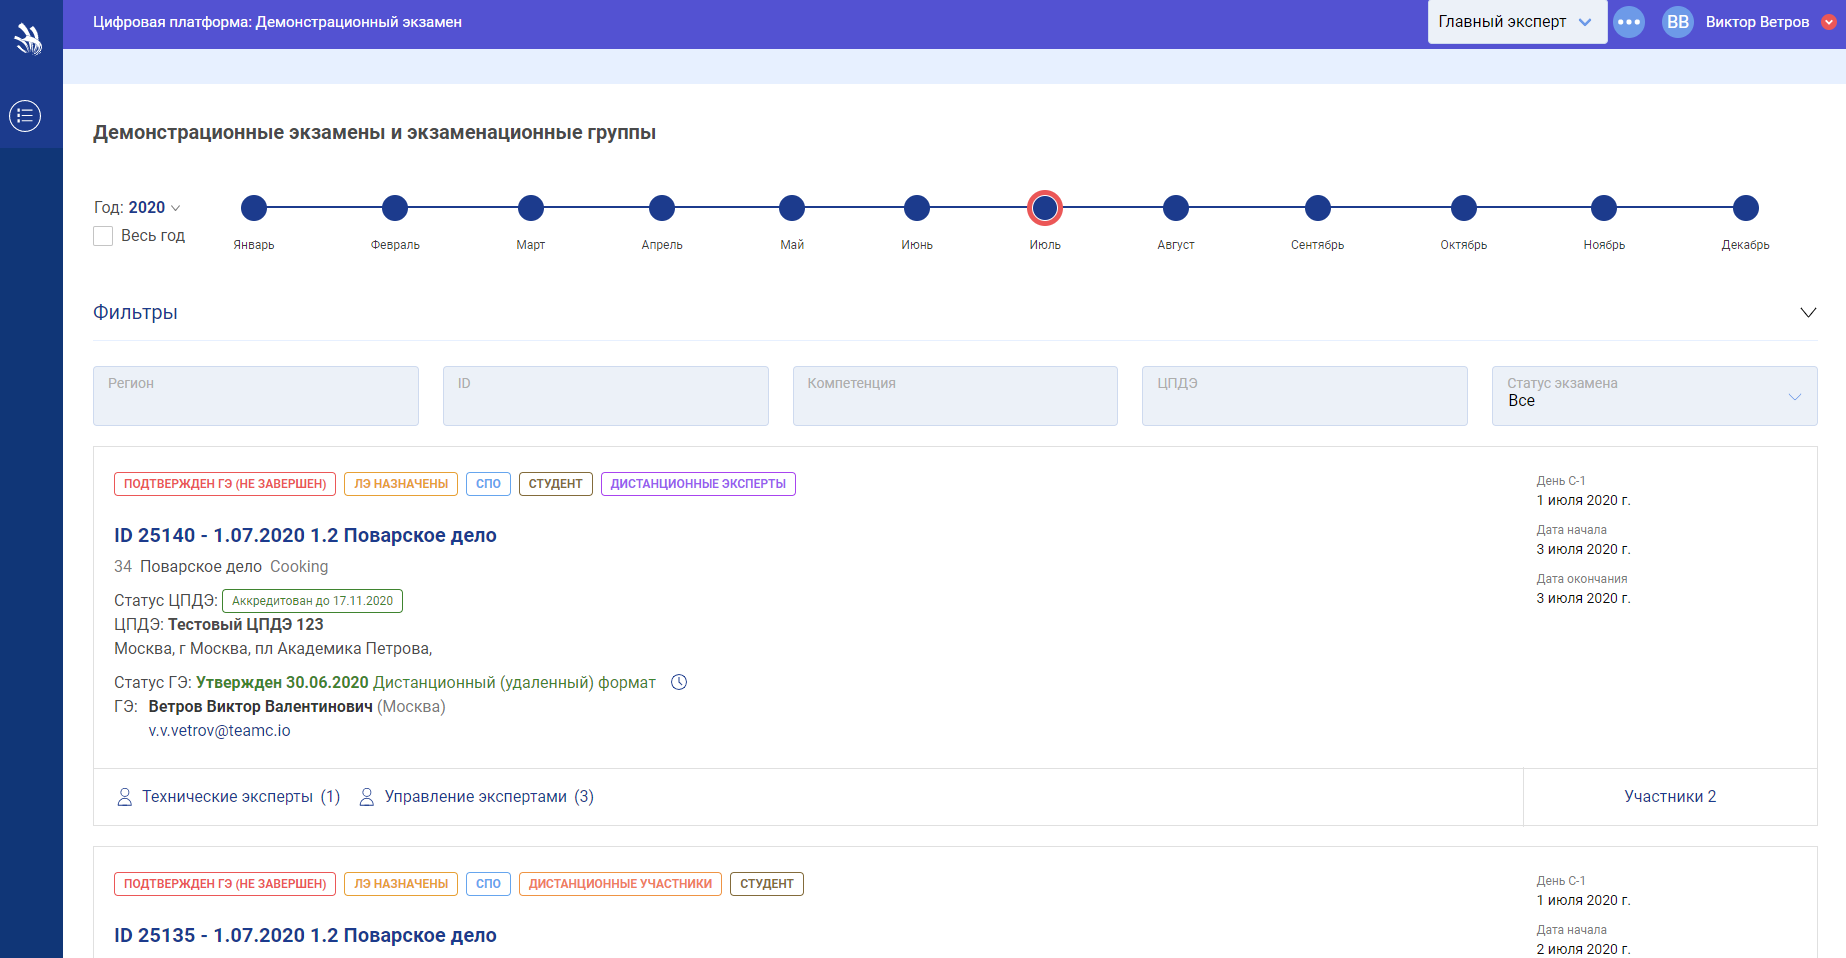 Цифровая платформа: Демонстрационный экзамен
Главный эксперт
ВВ
Виктор Ветров
Демонстрационные экзамены и экзаменационные группы
Год: 2020
Весь год
Январь
Февраль
Март
Апрель
Май
Июнь
Июль
Август
Сентябрь
Октябрь
Ноябрь
Декабрь
Фильтры
Регион
ID
Компетенция
ЦПДЭ
Статус экзамена
Все
ПОДТВЕРЖДЕН ГЭ (НЕ ЗАВЕРШЕН) ЛЭ НАЗНАЧЕНЫ СПО СТУДЕНТ ДИСТАНЦИОННЫЕ ЭКСПЕРТЫ
ID 25140 - 1.07.2020 1.2 Поварское дело
34 Поварское дело Cooking
Статус ЦПДЭ: Аккредитован до 17.11.2020
ЦПДЭ: Тестовый ЦПДЭ 123
Москва, г Москва, пл Академика Петрова,
Статус ГЭ: Утвержден 30.06.2020 Дистанционный (удаленный) формат
ГЭ: Ветров Виктор Валентинович (Москва)
v.v.vetrov@teamc.io
День С-1
1 июля 2020 г.
Дата начала
3 июля 2020 г.
Дата окончания
3 июля 2020 г.
Технические эксперты (1) Управление экспертами (3)
Участники 2
ПОДТВЕРЖДЕН ГЭ (НЕ ЗАВЕРШЕН) ЛЭ НАЗНАЧЕНЫ СПО ДИСТАНЦИОННЫЕ УЧАСТНИКИ СТУДЕНТ
ID 25135 - 1.07.2020 1.2 Поварское дело
День С-1
1 июля 2020 г.
Дата начала
2 июля 2020 г.